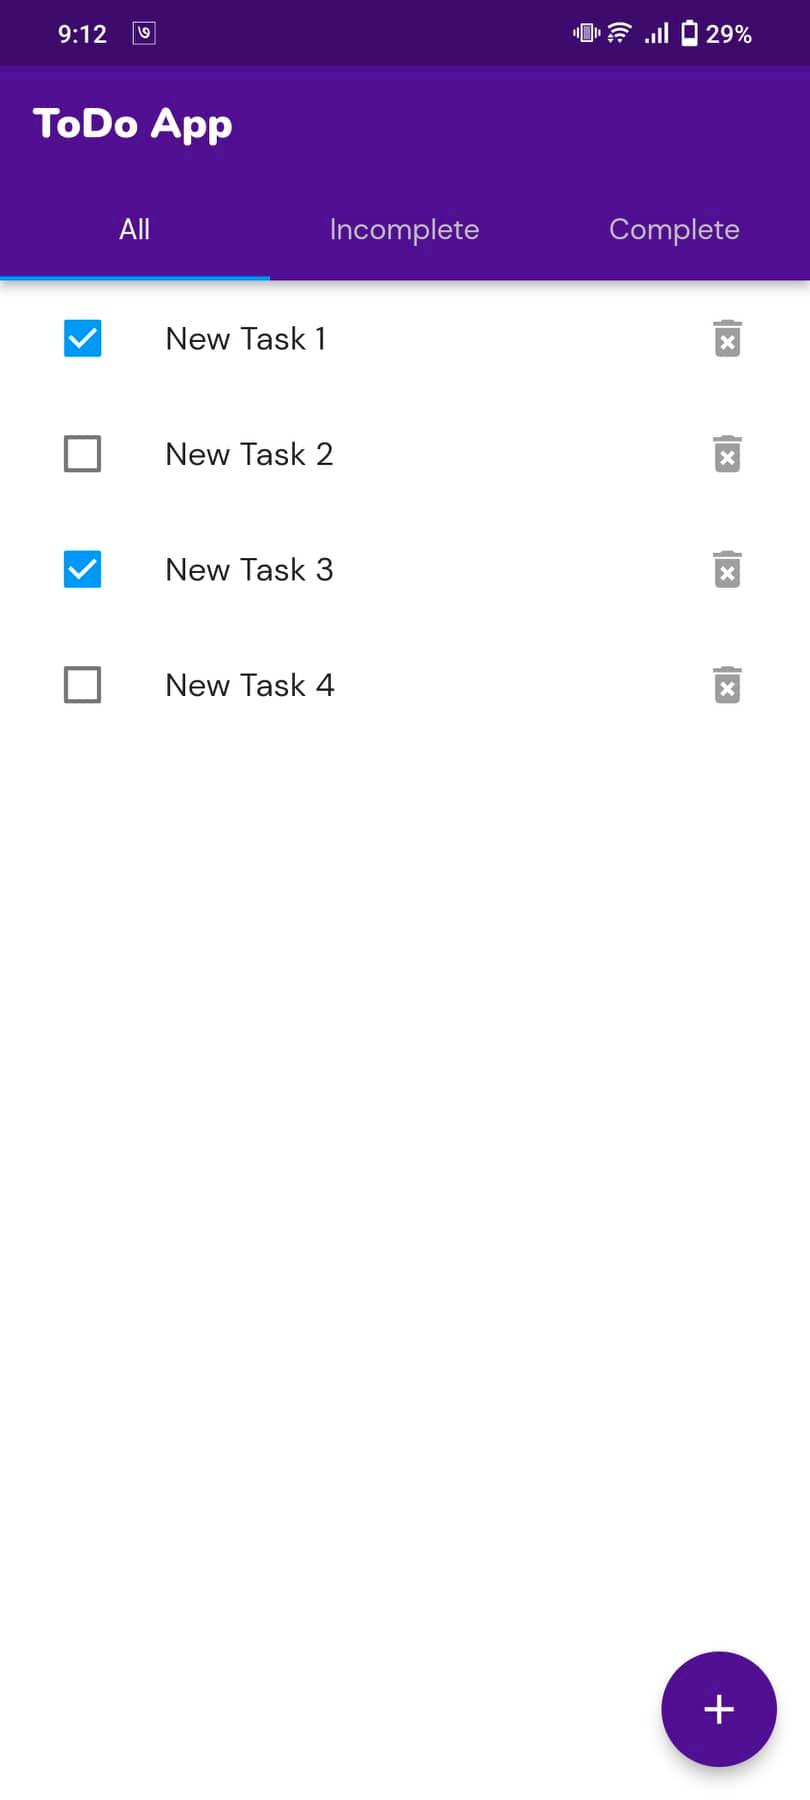 9:12 29%
ToDo App
All Incomplete Complete
New Task 1
New Task 2
New Task 3
New Task 4